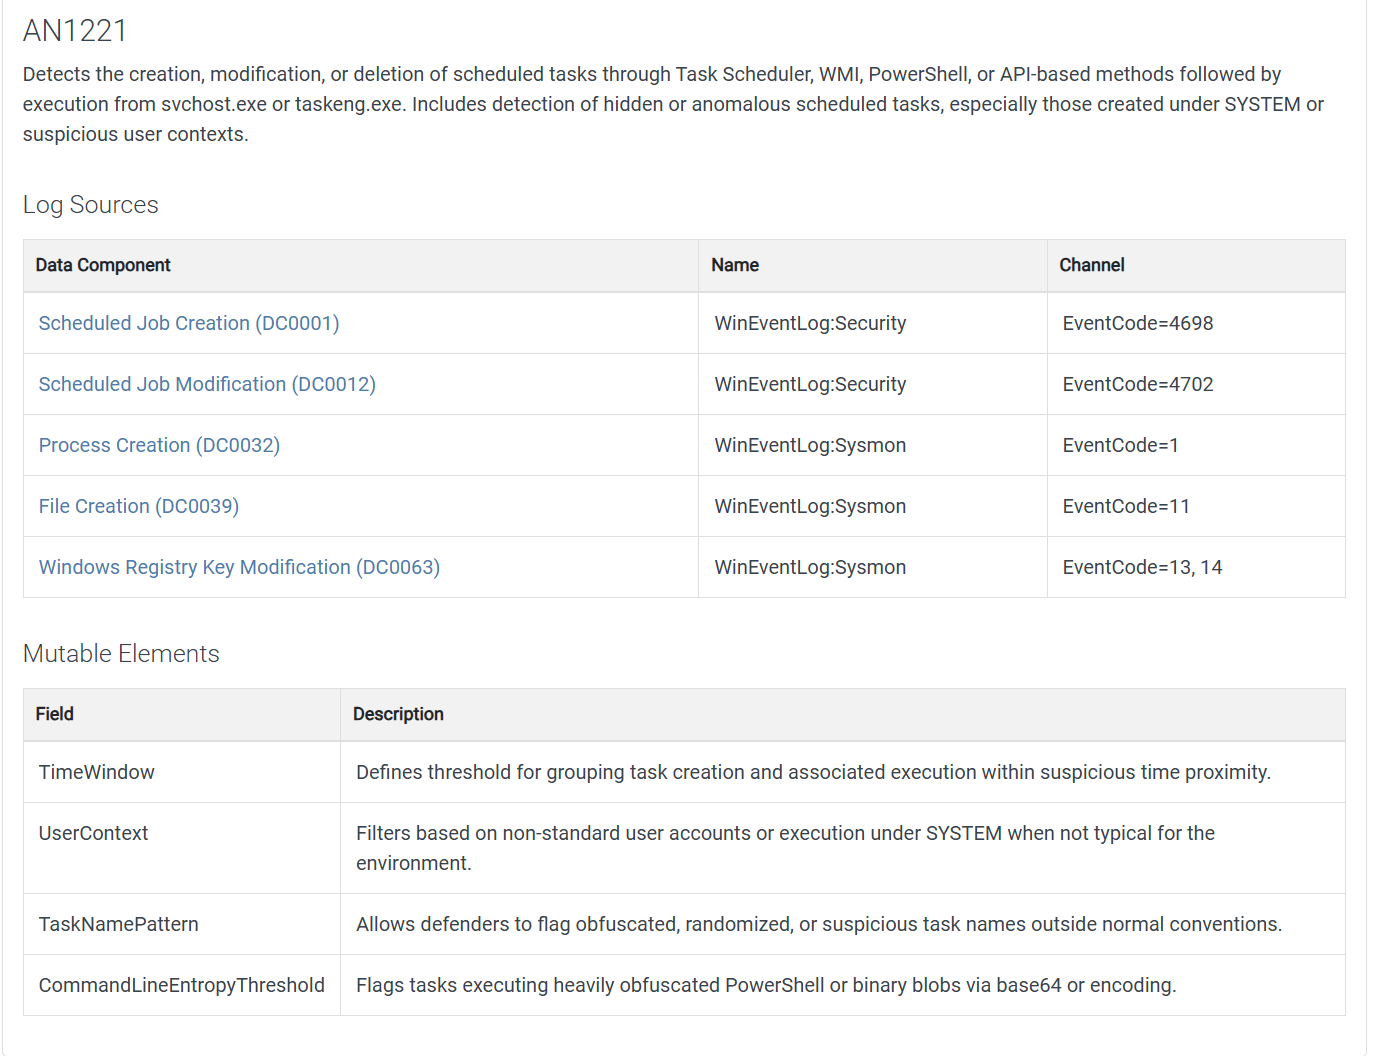 AN1221
Detects the creation, modification, or deletion of scheduled tasks through Task Scheduler, WMI, PowerShell, or API-based methods followed by
execution from svchost.exe or taskeng.exe. Includes detection of hidden or anomalous scheduled tasks, especially those created under SYSTEM or
suspicious user contexts.
Log Sources
Data Component Name Channel
Scheduled Job Creation (DC0001) WinEventLog:Security EventCode=4698
Scheduled Job Modification (DC0012) WinEventLog:Security EventCode=4702
Process Creation (DC0032) WinEventLog:Sysmon EventCode=1
File Creation (DC0039) WinEventLog:Sysmon EventCode=11
Windows Registry Key Modification (DC0063) WinEventLog:Sysmon EventCode=13, 14
Mutable Elements
Field Description
TimeWindow Defines threshold for grouping task creation and associated execution within suspicious time proximity.
UserContext Filters based on non-standard user accounts or execution under SYSTEM when not typical for the
environment.
TaskNamePattern Allows defenders to flag obfuscated, randomized, or suspicious task names outside normal conventions.
CommandLineEntropyThreshold Flags tasks executing heavily obfuscated PowerShell or binary blobs via base64 or encoding.